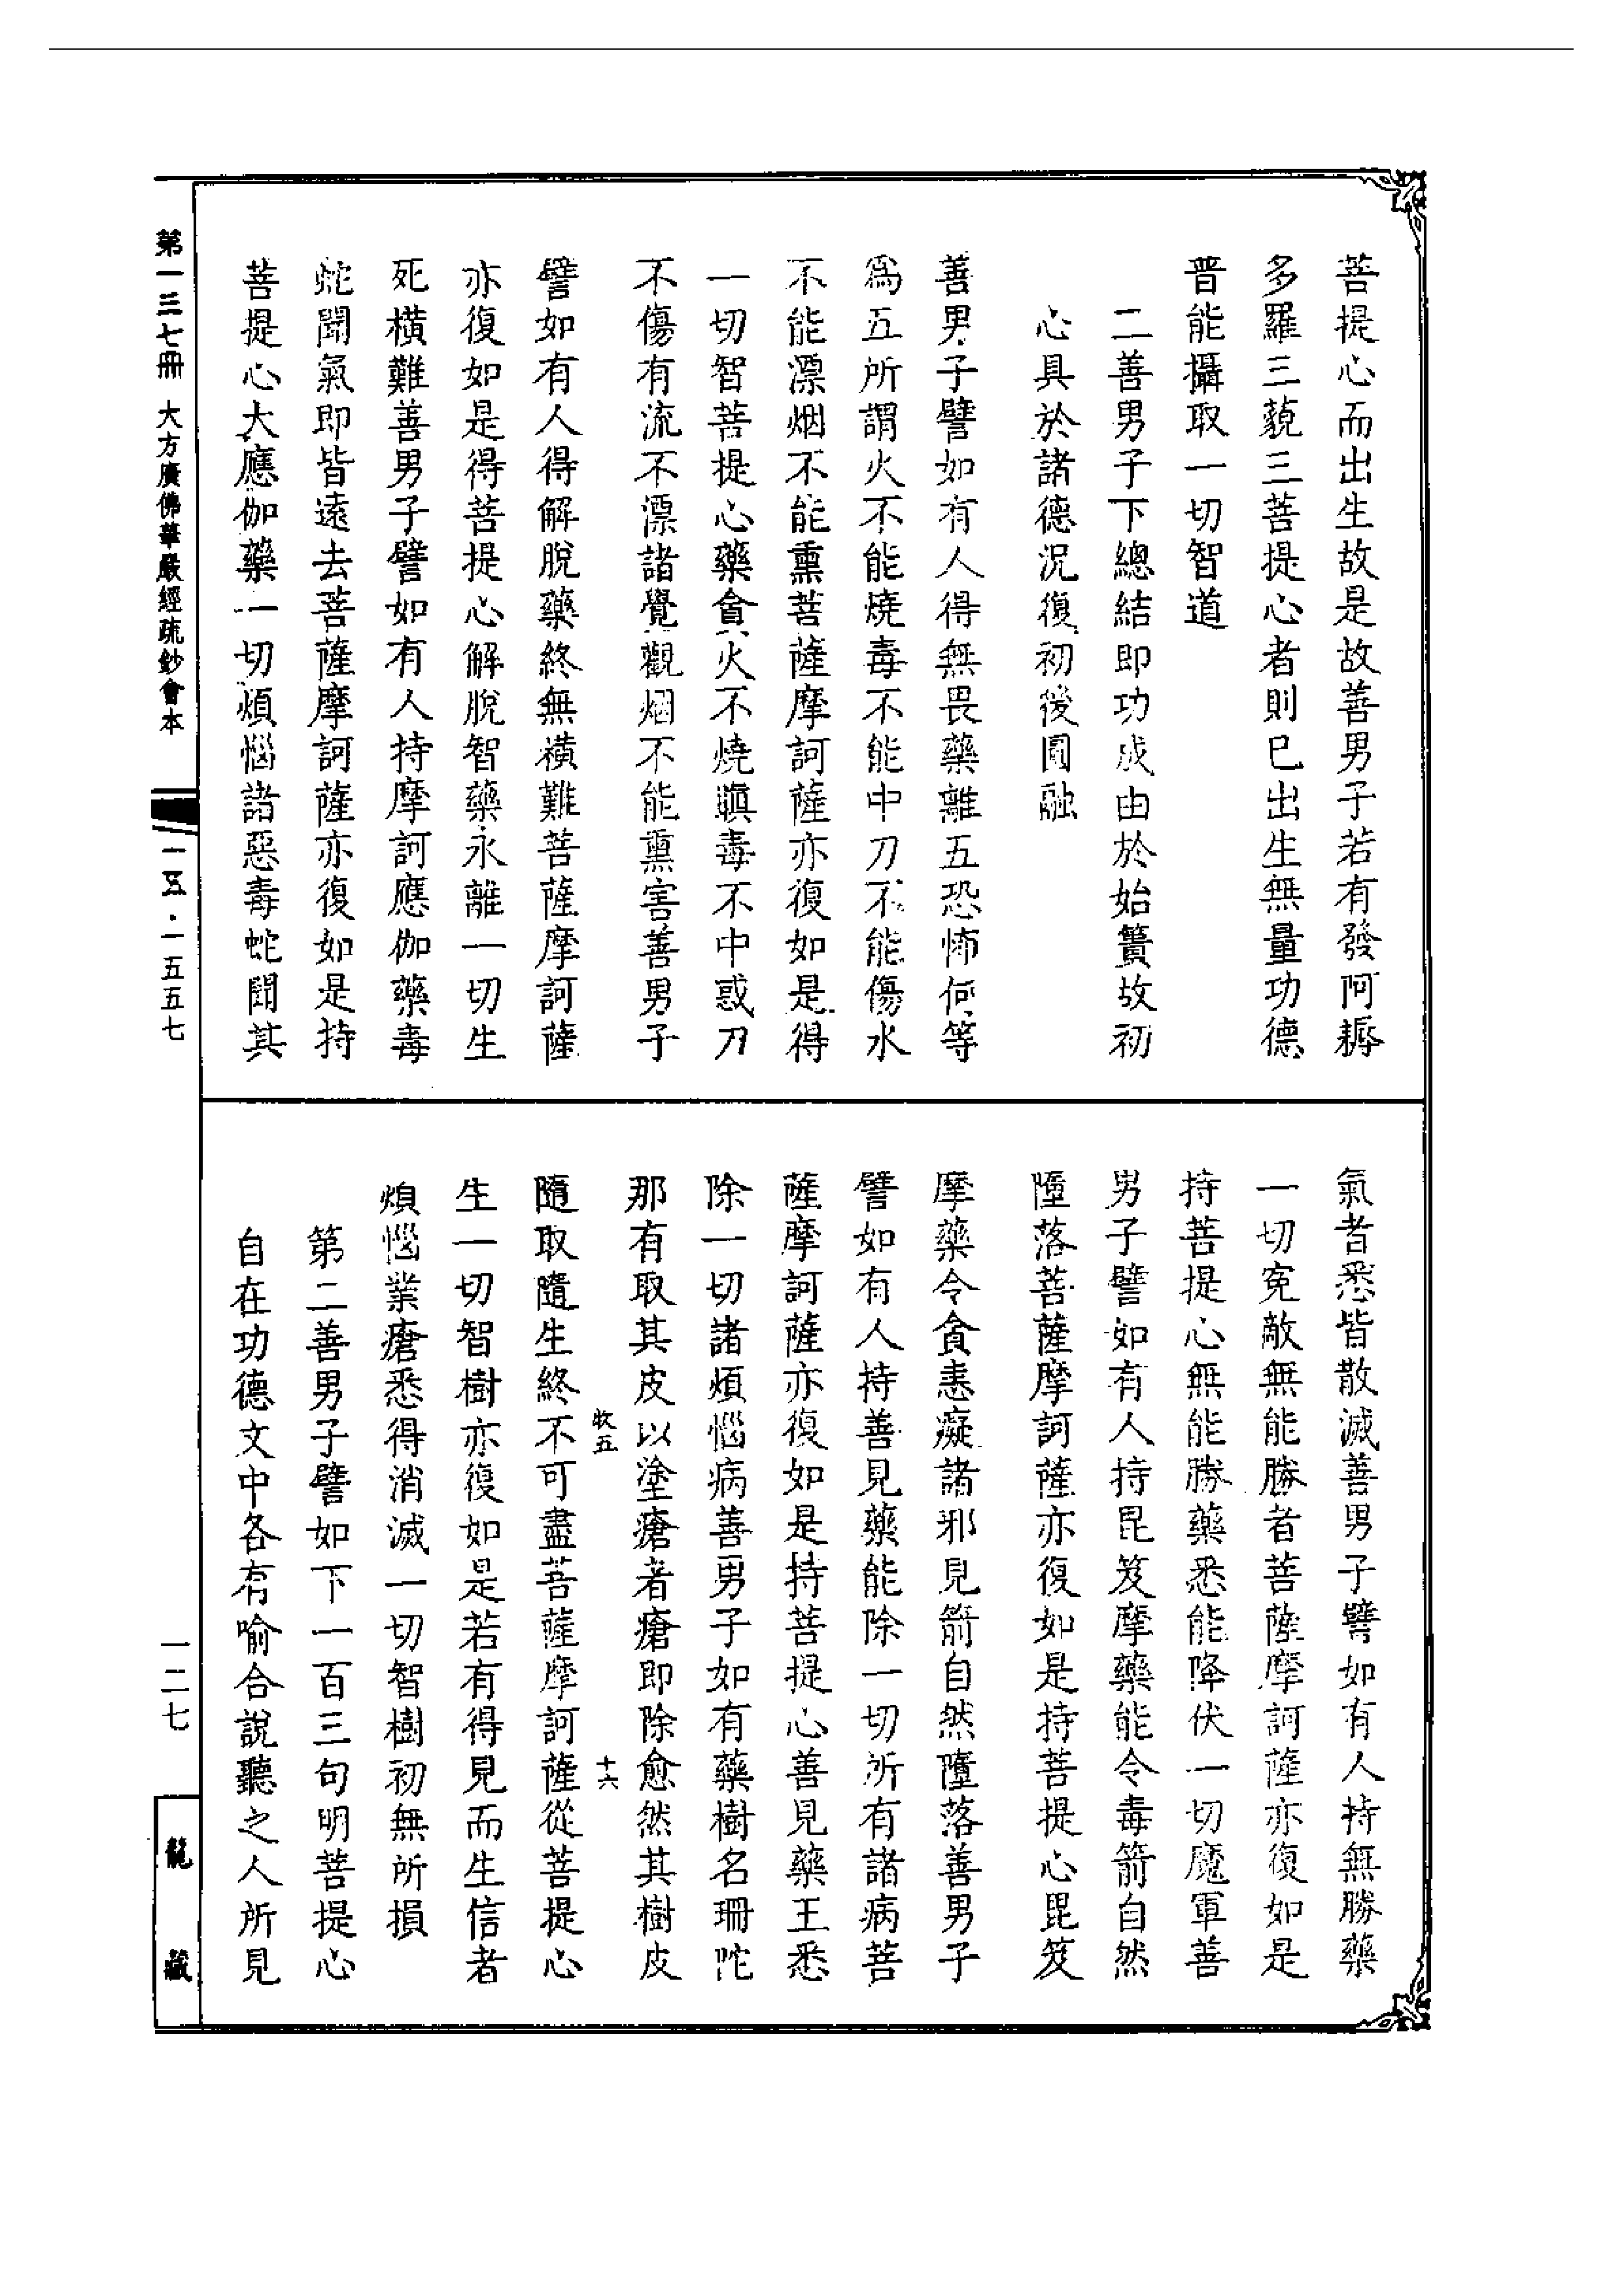 菩提心而出生故是故善男子若有發阿耨
多羅三藐三菩提心者則已出生無量功德
普能攝取一切智道
二善男子下總結即功成由於始簣故初
心具於諸德況復初後圓融
善男子譬如有人得無畏藥離五恐怖何等
為五所謂火不能燒毒不能中刀不能傷水
不能漂烟不能熏菩薩摩訶薩亦復如是得
一切智菩提心藥貪火不燒瞋毒不中惑刀
不傷有流不漂諸覺觀烟不能熏害善男子
譬如有人得解脫藥終無橫難菩薩摩訶薩
亦復如是得菩提心解脫智藥永離一切生
死橫難善男子譬如有人持摩訶應伽藥毒
蛇聞氣即皆遠去菩薩摩訶薩亦復如是持
菩提心大應伽藥一切煩惱諸惡毒蛇聞其
氣者悉皆散滅善男子譬如有人持無勝藥
一切寃敵無能勝者菩薩摩訶薩亦復如是
持菩提心無能勝藥悉能降伏一切魔軍善
男子譬如有人持毘笈摩藥能令毒箭自然
墮落菩薩摩訶薩亦復如是持菩提心毘笈
摩藥令貪恚癡諸邪見箭自然墮落善男子
譬如有人持善見藥能除一切所有諸病菩
薩摩訶薩亦復如是持菩提心善見藥王悉
除一切諸煩惱病善男子如有藥樹名珊陀
那有取其皮以塗瘡者瘡即除愈然其樹皮
牧五 十六
隨取隨生終不可盡菩薩摩訶薩從菩提心
生一切智樹亦復如是若有得見而生信者
煩惱業瘡悉得消滅一切智樹初無所損
第二善男子譬如下一百三句明菩提心
自在功德文中各有喻合說聽之人所見
第一三七冊 大方廣佛華嚴經疏鈔會本 一五五·一五五七
一二七 龍藏